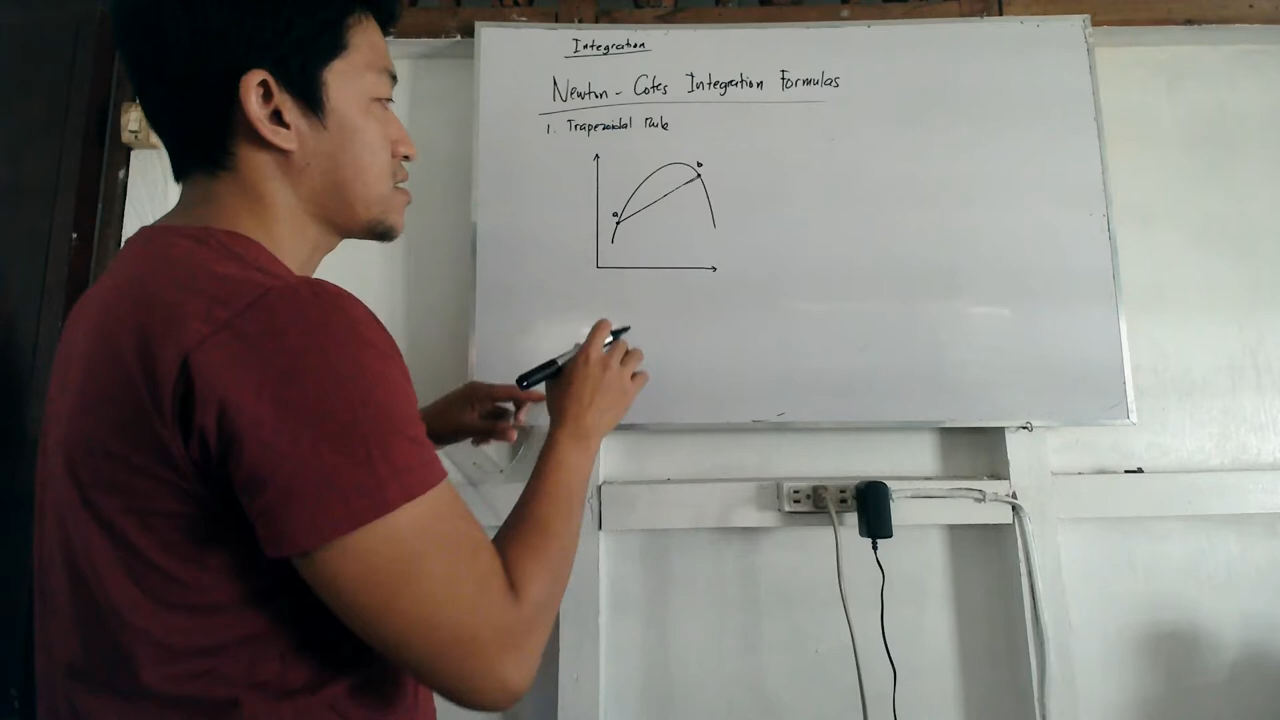 Integration
Newton - Cotes Integration Formulas
1. Trapezoidal Rule
a
b